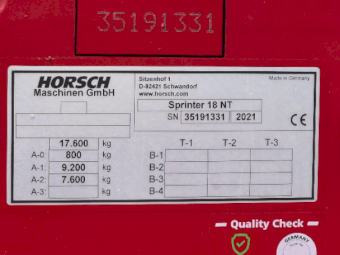 35191331
HORSCH
Maschinen GmbH
Sitzenhof 1
D-92421 Schwandorf
www.horsch.com
Made in Germany
Sprinter 18 NT
SN 35191331 2021
CE
17.600 kg
A-0: 800 kg
A-1: 9.200 kg
A-2: 7.600 kg
A-3: kg
T-1 T-2 T-3
B-1
B-2
B-3
B-4
Quality Check
GERMANY